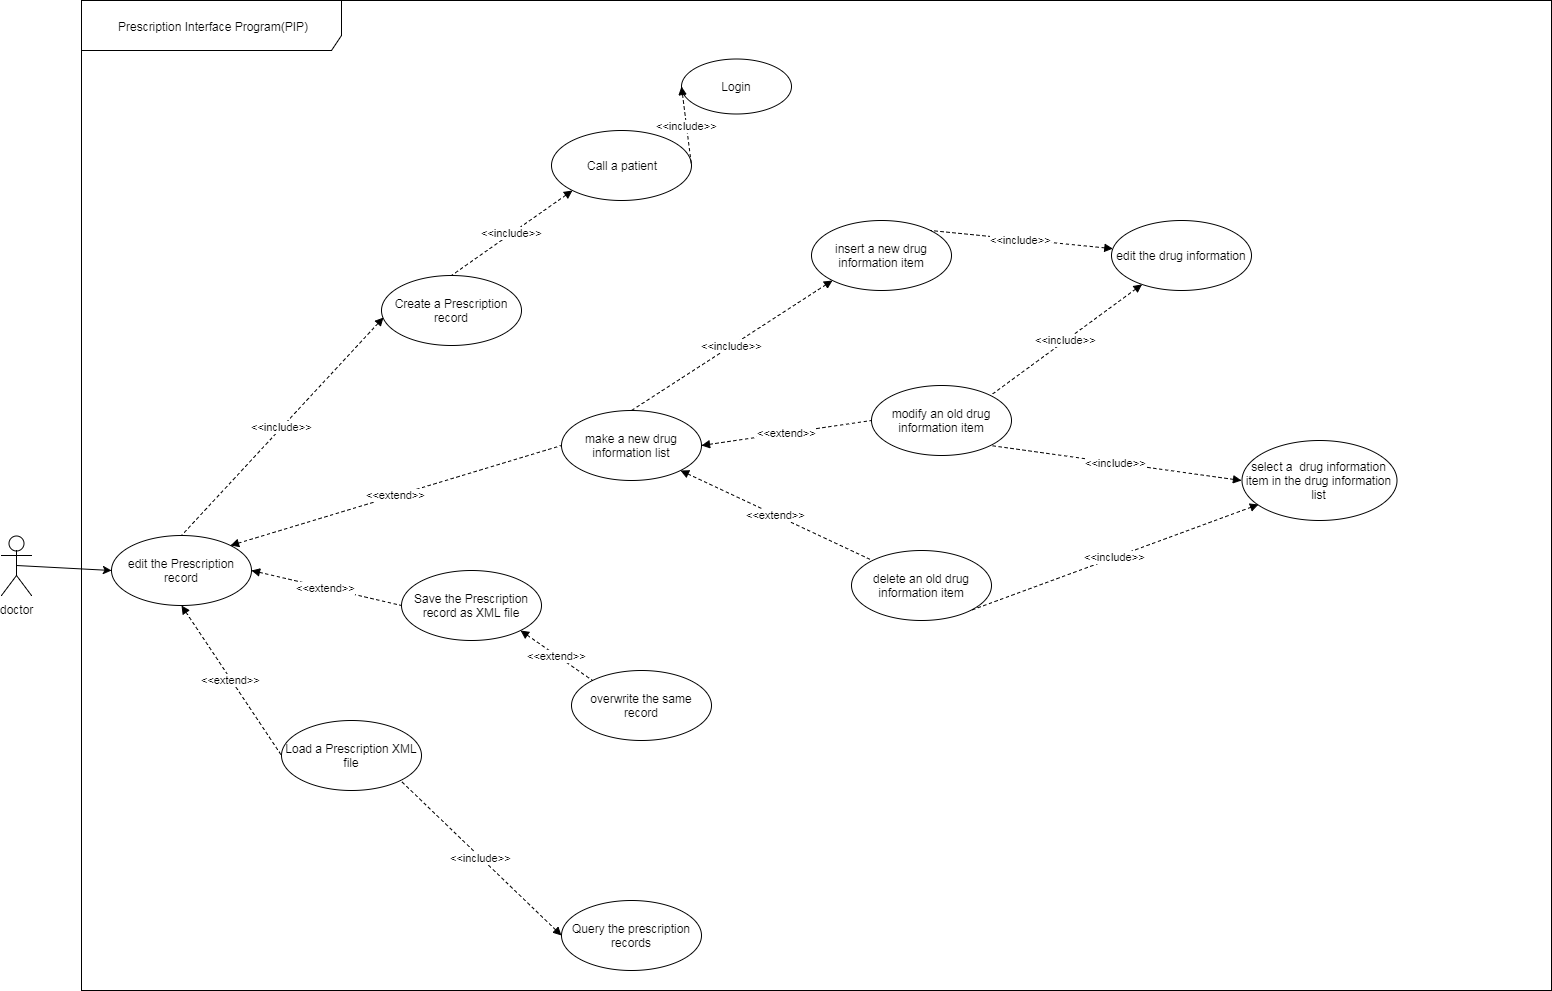 Prescription Interface Program(PIP)
Login
<<include>>
Call a patient
<<include>>
insert a new drug
information item
<<include>>
edit the drug information
Create a Prescription
record
<<include>>
<<include>>
modify an old drug
information item
<<include>>
make a new drug
information list
<<extend>>
<<include>>
select a  drug information
item in the drug information
list
<<extend>>
<<extend>>
<<include>>
doctor
edit the Prescription
record
<<extend>>
Save the Prescription
record as XML file
delete an old drug
information item
<<extend>>
<<extend>>
overwrite the same
record
Load a Prescription XML
file
<<include>>
Query the prescription
records